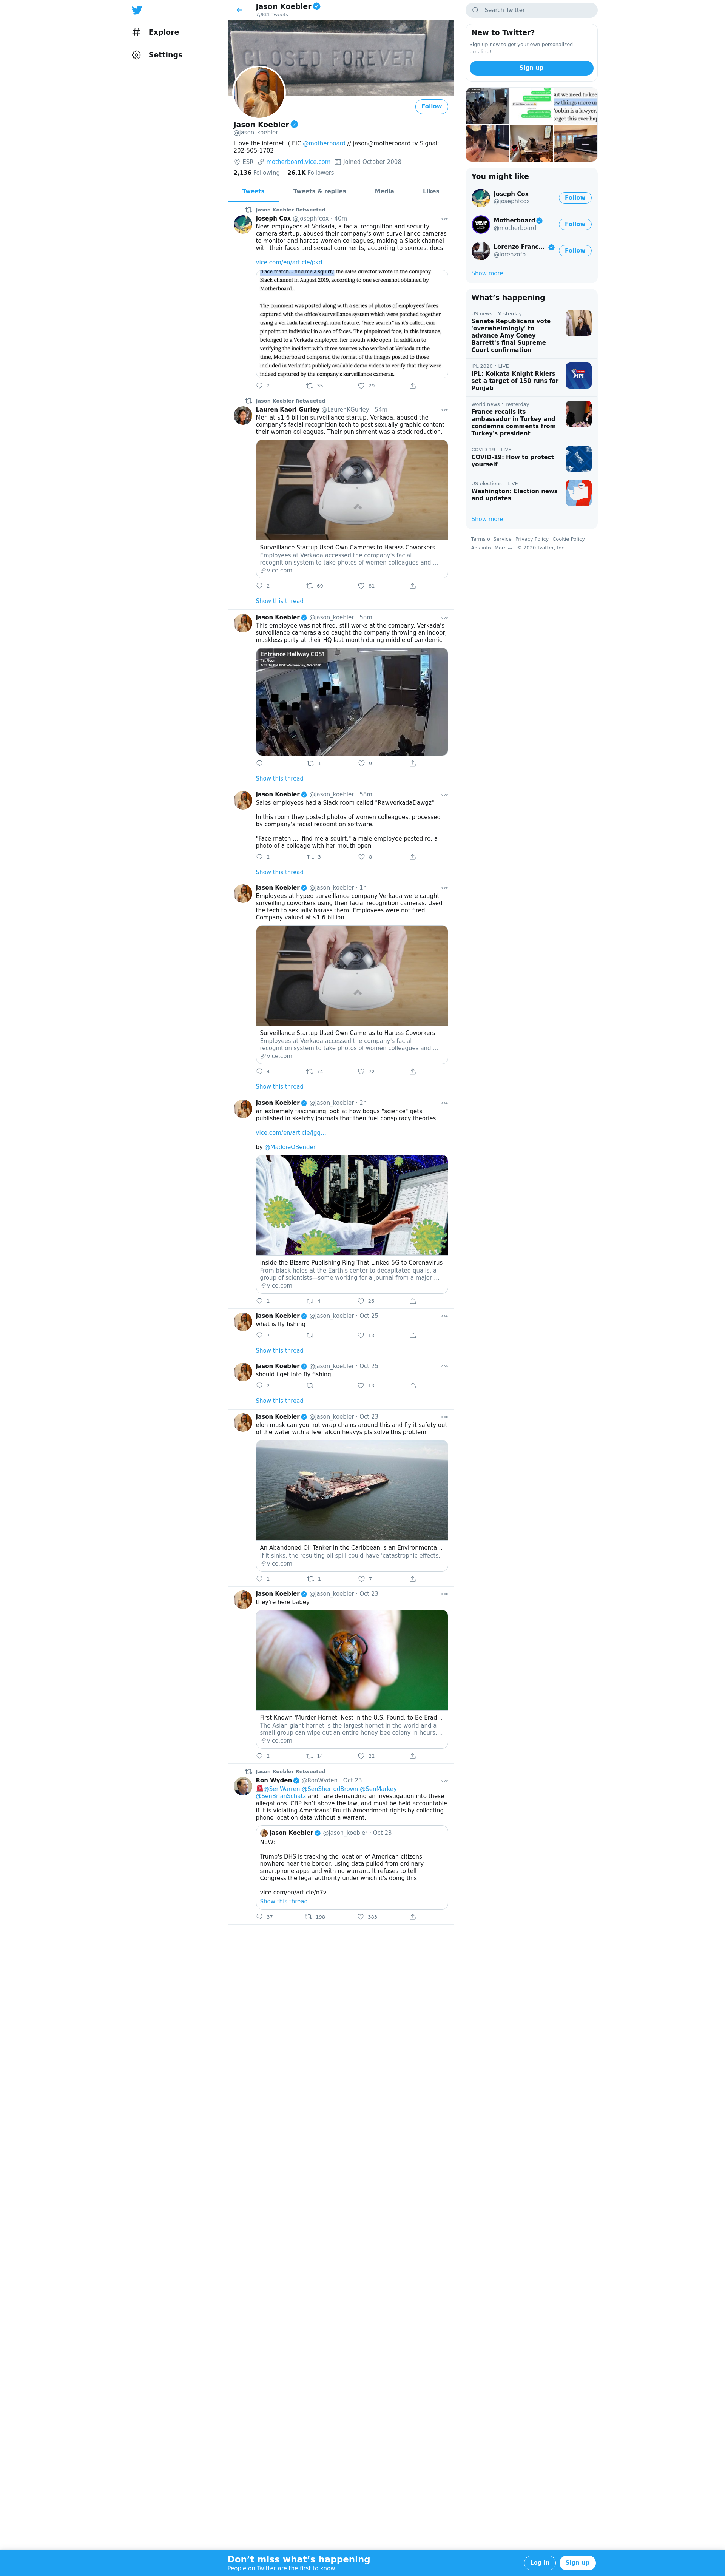 Explore
Settings
Jason Koebler
7,931 Tweets
CLOSED FOREVER
Follow
Jason Koebler
@jason_koebler
I love the internet :( EIC @motherboard // jason@motherboard.tv Signal:
202-505-1702
ESR motherboard.vice.com Joined October 2008
2,136 Following 26.1K Followers
Tweets Tweets & replies Media Likes
Jason Koebler Retweeted
Joseph Cox @josephfcox · 40m
New: employees at Verkada, a facial recognition and security
camera startup, abused their company's own surveillance cameras
to monitor and harass women colleagues, making a Slack channel
with their faces and sexual comments, according to sources, docs
vice.com/en/article/pkd…
"Face match... find me a squirt," the sales director wrote in the company
Slack channel in August 2019, according to one screenshot obtained by
Motherboard.
The comment was posted along with a series of photos of employees' faces
captured with the office's surveillance system which were patched together
using a Verkada facial recognition feature. "Face search," as it's called, can
pinpoint an individual in a sea of faces. The pinpointed face, in this instance,
belonged to a Verkada employee, her mouth wide open. In addition to
verifying the incident with three sources who worked at Verkada at the
time, Motherboard compared the format of the images posted to those
included in Verkada's publicly available demo videos to verify that they were
indeed captured by the company's surveillance cameras.
2 35 29
Jason Koebler Retweeted
Lauren Kaori Gurley @LaurenKGurley · 54m
Men at $1.6 billion surveillance startup, Verkada, abused the
company's facial recognition tech to post sexually graphic content
their women colleagues. Their punishment was a stock reduction.
Surveillance Startup Used Own Cameras to Harass Coworkers
Employees at Verkada accessed the company's facial
recognition system to take photos of women colleagues and ...
vice.com
2 69 81
Show this thread
Jason Koebler @jason_koebler · 58m
This employee was not fired, still works at the company. Verkada's
surveillance cameras also caught the company throwing an indoor,
maskless party at their HQ last month during middle of pandemic
Entrance Hallway CD51
1 9
Show this thread
Jason Koebler @jason_koebler · 58m
Sales employees had a Slack room called "RawVerkadaDawgz"
In this room they posted photos of women colleagues, processed
by company's facial recognition software.
"Face match .... find me a squirt," a male employee posted re: a
photo of a colleage with her mouth open
2 3 8
Show this thread
Jason Koebler @jason_koebler · 1h
Employees at hyped surveillance company Verkada were caught
surveilling coworkers using their facial recognition cameras. Used
the tech to sexually harass them. Employees were not fired.
Company valued at $1.6 billion
Surveillance Startup Used Own Cameras to Harass Coworkers
Employees at Verkada accessed the company's facial
recognition system to take photos of women colleagues and ...
vice.com
4 74 72
Show this thread
Jason Koebler @jason_koebler · 2h
an extremely fascinating look at how bogus "science" gets
published in sketchy journals that then fuel conspiracy theories
vice.com/en/article/jgq…
by @MaddieOBender
Inside the Bizarre Publishing Ring That Linked 5G to Coronavirus
From black holes at the Earth's center to decapitated quails, a
group of scientists—some working for a journal from a major ...
vice.com
1 4 26
Jason Koebler @jason_koebler · Oct 25
what is fly fishing
7 13
Show this thread
Jason Koebler @jason_koebler · Oct 25
should i get into fly fishing
2 13
Show this thread
Jason Koebler @jason_koebler · Oct 23
elon musk can you not wrap chains around this and fly it safety out
of the water with a few falcon heavys pls solve this problem
An Abandoned Oil Tanker In the Caribbean Is an Environmenta...
If it sinks, the resulting oil spill could have 'catastrophic effects.'
vice.com
1 1 7
Jason Koebler @jason_koebler · Oct 23
they're here babey
First Known 'Murder Hornet' Nest In the U.S. Found, to Be Erad...
The Asian giant hornet is the largest hornet in the world and a
small group can wipe out an entire honey bee colony in hours....
vice.com
2 14 22
Jason Koebler Retweeted
Ron Wyden @RonWyden · Oct 23
@SenWarren @SenSherrodBrown @SenMarkey
@SenBrianSchatz and I are demanding an investigation into these
allegations. CBP isn't above the law, and must be held accountable
if it is violating Americans' Fourth Amendment rights by collecting
phone location data without a warrant.
Jason Koebler @jason_koebler · Oct 23
NEW:
Trump's DHS is tracking the location of American citizens
nowhere near the border, using data pulled from ordinary
smartphone apps and with no warrant. It refuses to tell
Congress the legal authority under which it's doing this
vice.com/en/article/n7v…
Show this thread
37 198 383
Search Twitter
New to Twitter?
Sign up now to get your own personalized
timeline!
Sign up
You might like
Joseph Cox
@josephfcox
Follow
Motherboard
@motherboard
Follow
Lorenzo Franc...
@lorenzofb
Follow
Show more
What's happening
US news · Yesterday
Senate Republicans vote
'overwhelmingly' to
advance Amy Coney
Barrett's final Supreme
Court confirmation
IPL 2020 · LIVE
IPL: Kolkata Knight Riders
set a target of 150 runs for
Punjab
World news · Yesterday
France recalls its
ambassador in Turkey and
condemns comments from
Turkey's president
COVID-19 · LIVE
COVID-19: How to protect
yourself
US elections · LIVE
Washington: Election news
and updates
Show more
Terms of Service Privacy Policy Cookie Policy
Ads info More © 2020 Twitter, Inc.
Don't miss what's happening
People on Twitter are the first to know.
Log in
Sign up